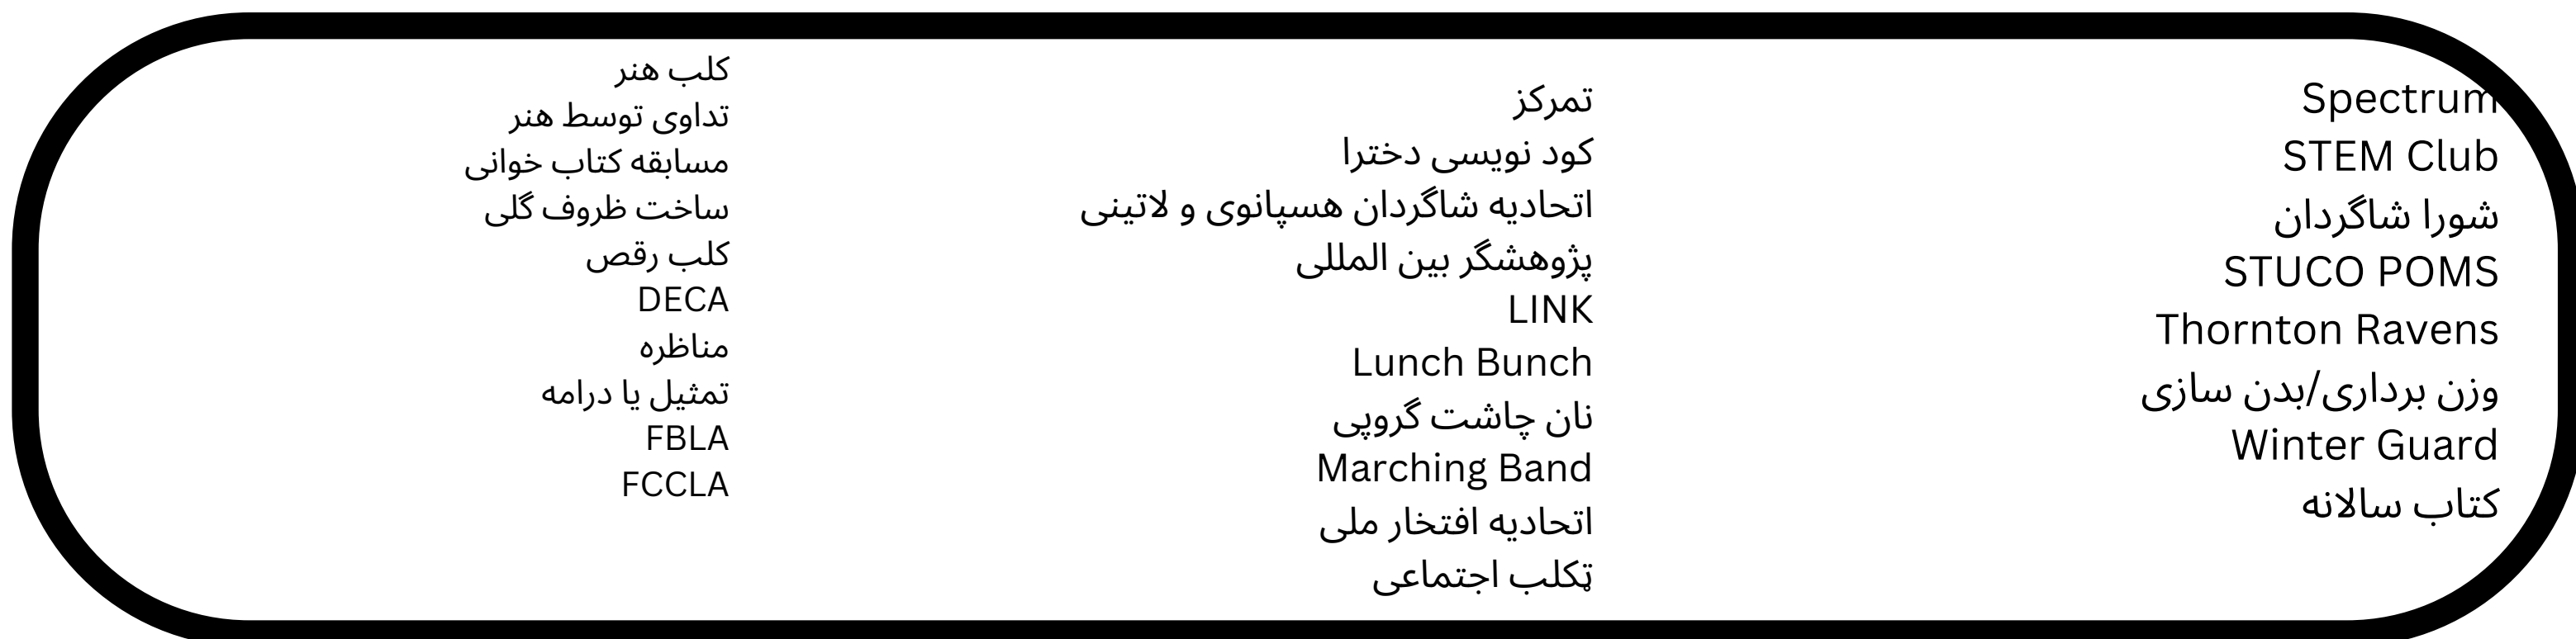 کلب هنر
تداوی توسط هنر
مسابقه کتاب خوانی
ساخت ظروف گلی
کلب رقص
DECA
مناظره
تمثیل یا درامه
FBLA
FCCLA
تمرکز
کود نویسی دخترا
اتحادیه شاگردان هسپانوی و لاتینی
پژوهشگر بین المللی
LINK
Lunch Bunch
نان چاشت گروپی
Marching Band
اتحادیه افتخار ملی
ټکلب اجتماعی
Spectrum
STEM Club
شورا شاگردان
STUCO POMS
Thornton Ravens
وزن برداری/بدن سازی
Winter Guard
کتاب سالانه